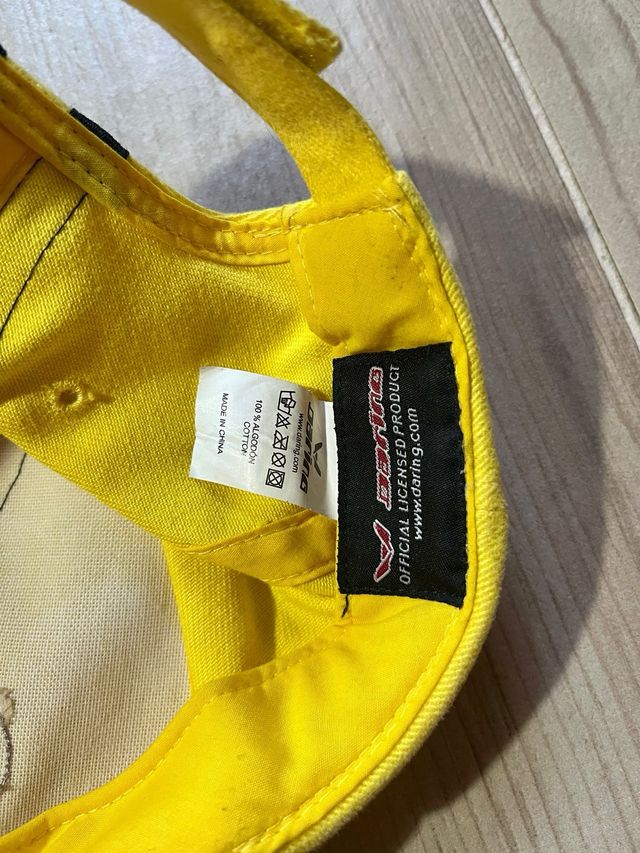 daring
OFFICIAL LICENSED PRODUCT
www.daring.com
daring
www.daring.com
100 % ALGODÓN
COTTON
MADE IN CHINA